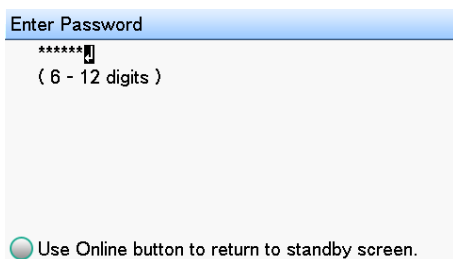 Enter Password
******↲
( 6 - 12 digits )
Use Online button to return to standby screen.